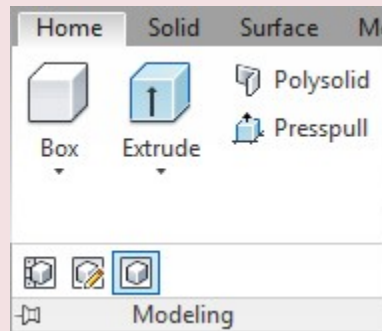 Home Solid Surface M
Polysolid
Presspull
Box Extrude
Modeling